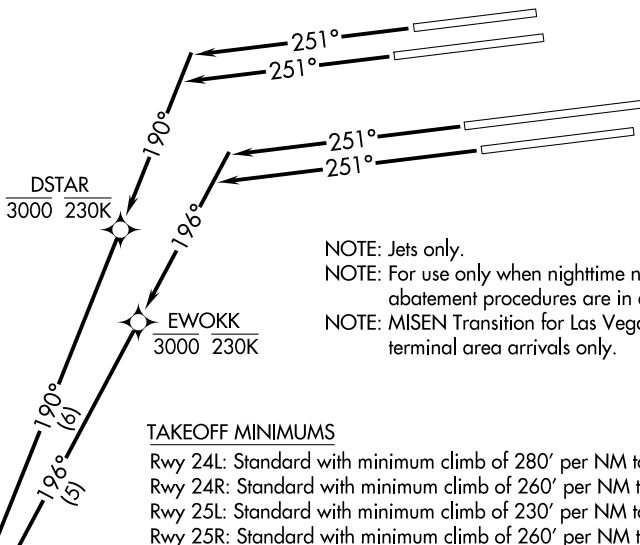 251°
251°
190°
251°
251°
DSTAR
3000 230K
196°
NOTE: Jets only.
NOTE: For use only when nighttime
abatement procedures are in
EWOKK
3000 230K
NOTE: MISEN Transition for Las
terminal area arrivals only.
190°
(6)
196°
(5)
TAKEOFF MINIMUMS
Rwy 24L: Standard with minimum climb of 280' per NM
Rwy 24R: Standard with minimum climb of 260' per NM
Rwy 25L: Standard with minimum climb of 230' per NM
Rwy 25R: Standard with minimum climb of 260' per NM